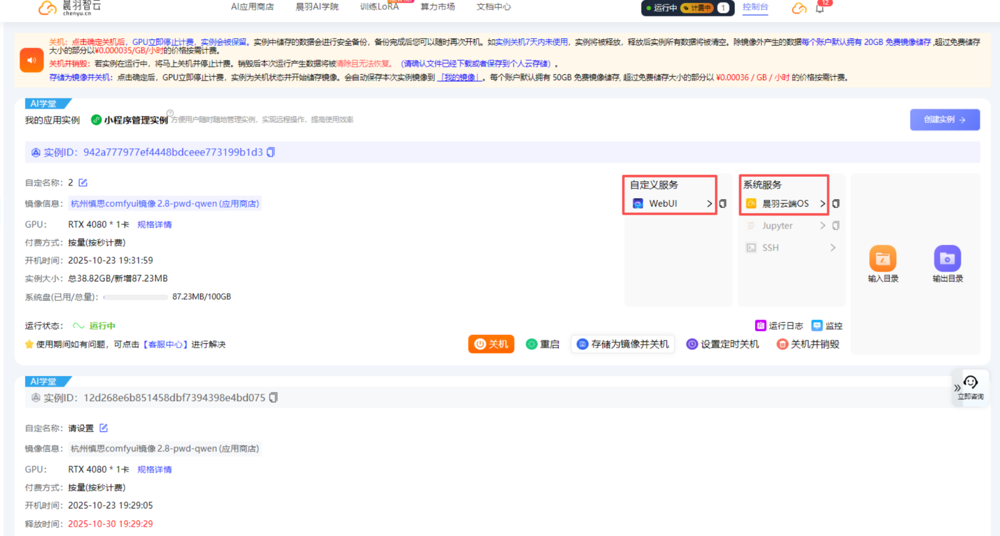 晨羽智云
chenyu.cn
AI应用商店 晨羽AI学院 训练LoRA 算力市场 文档中心 运行中 计费中 1 控制台 12
关机：点击确定关机后，GPU立即停止计费，实例会被保留。实例中储存的数据会进行安全备份，备份完成后您可以随时再次开机。如实例关机7天内未使用，实例将被释放，释放后实例所有数据将被清空。除镜像外产生的数据每个账户默认拥有 20GB 免费镜像储存 ,超过免费储存
大小的部分以¥0.000035/GB/小时的价格按需计费。
关机并销毁：若实例在运行中，将马上关机并停止计费。销毁后本次运行产生数据将被清除且无法恢复。（请确认文件已经下载或者保存到个人云存储）。
存储为镜像并关机：点击确定后，GPU立即停止计费，实例为关机状态并开始储存镜像。会自动保存本次实例镜像到「我的镜像」。每个账户默认拥有 50GB 免费镜像储存, 超过免费储存大小的部分以 ¥0.00036 / GB / 小时 的价格按需计费。
AI学堂
我的应用实例 小程序管理实例 ? 方便用户随时随地管理实例，实现远程操作，提高使用效率 创建实例 →
实例ID：942a777977ef4448bdceee773199b1d3
自定名称：2
镜像信息：杭州慎思comfyui镜像 2.8-pwd-qwen (应用商店)
GPU： RTX 4080 * 1卡 规格详情
付费方式：按量(按秒计费)
开机时间：2025-10-23 19:31:59
实例大小：总38.82GB/新增87.23MB
系统盘(已用/总量)： 87.23MB/100GB
自定义服务
WebUI
系统服务
晨羽云端OS
Jupyter
SSH
输入目录 输出目录
运行状态： 运行中 运行日志 监控
使用期间如有问题，可点击【客服中心】进行解决 关机 重启 存储为镜像并关机 设置定时关机 关机并销毁
立即咨询
AI学堂
实例ID：12d268e6b851458dbf7394398e4bd075
自定名称：请设置
镜像信息：杭州慎思comfyui镜像 2.8-pwd-qwen (应用商店)
GPU： RTX 4080 * 1卡 规格详情
付费方式：按量(按秒计费)
开机时间：2025-10-23 19:29:05
释放时间：2025-10-30 19:29:29